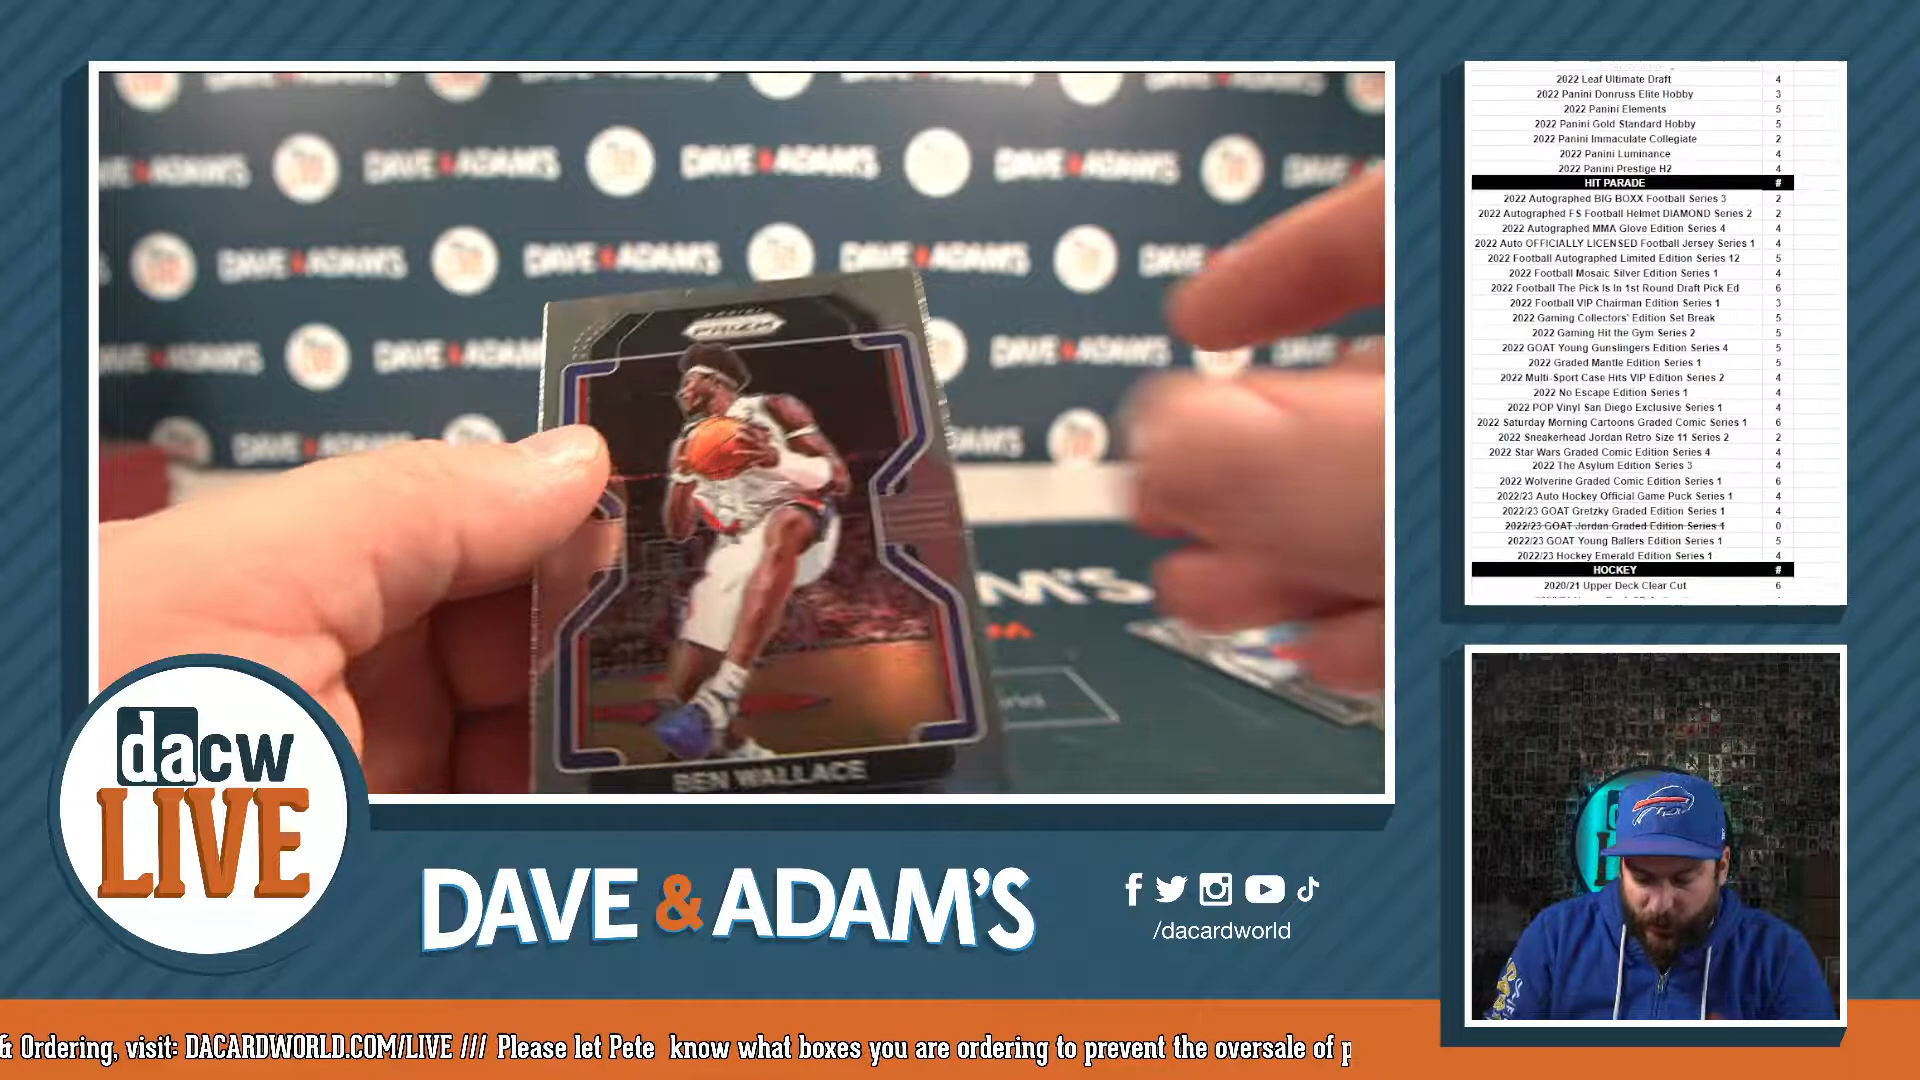 DAVE & ADAM'S
PRIZM
BEN WALLACE
2022 Leaf Ultimate Draft 4
2022 Panini Donruss Elite Hobby 3
2022 Panini Elements 5
2022 Panini Gold Standard Hobby 5
2022 Panini Immaculate Collegiate 2
2022 Panini Luminance 4
2022 Panini Prestige H2 4
HIT PARADE #
2022 Autographed BIG BOXX Football Series 3 2
2022 Autographed FS Football Helmet DIAMOND Series 2 2
2022 Autographed MMA Glove Edition Series 4 4
2022 Auto OFFICIALLY LICENSED Football Jersey Series 1 4
2022 Football Autographed Limited Edition Series 12 5
2022 Football Mosaic Silver Edition Series 1 4
2022 Football The Pick Is In 1st Round Draft Pick Ed 6
2022 Football VIP Chairman Edition Series 1 3
2022 Gaming Collectors' Edition Set Break 5
2022 Gaming Hit the Gym Series 2 5
2022 GOAT Young Gunslingers Edition Series 4 5
2022 Graded Mantle Edition Series 1 5
2022 Multi-Sport Case Hits VIP Edition Series 2 4
2022 No Escape Edition Series 1 4
2022 POP Vinyl San Diego Exclusive Series 1 4
2022 Saturday Morning Cartoons Graded Comic Series 1 6
2022 Sneakerhead Jordan Retro Size 11 Series 2 2
2022 Star Wars Graded Comic Edition Series 4 4
2022 The Asylum Edition Series 3 4
2022 Wolverine Graded Comic Edition Series 1 6
2022/23 Auto Hockey Official Game Puck Series 1 4
2022/23 GOAT Gretzky Graded Edition Series 1 4
2022/23 GOAT Jordan Graded Edition Series 1 0
2022/23 GOAT Young Ballers Edition Series 1 5
2022/23 Hockey Emerald Edition Series 1 4
HOCKEY #
2020/21 Upper Deck Clear Cut 6
dacw
LIVE
DAVE & ADAM'S
/dacardworld
& Ordering, visit: DACARDWORLD.COM/LIVE /// Please let Pete know what boxes you are ordering to prevent the oversale of p